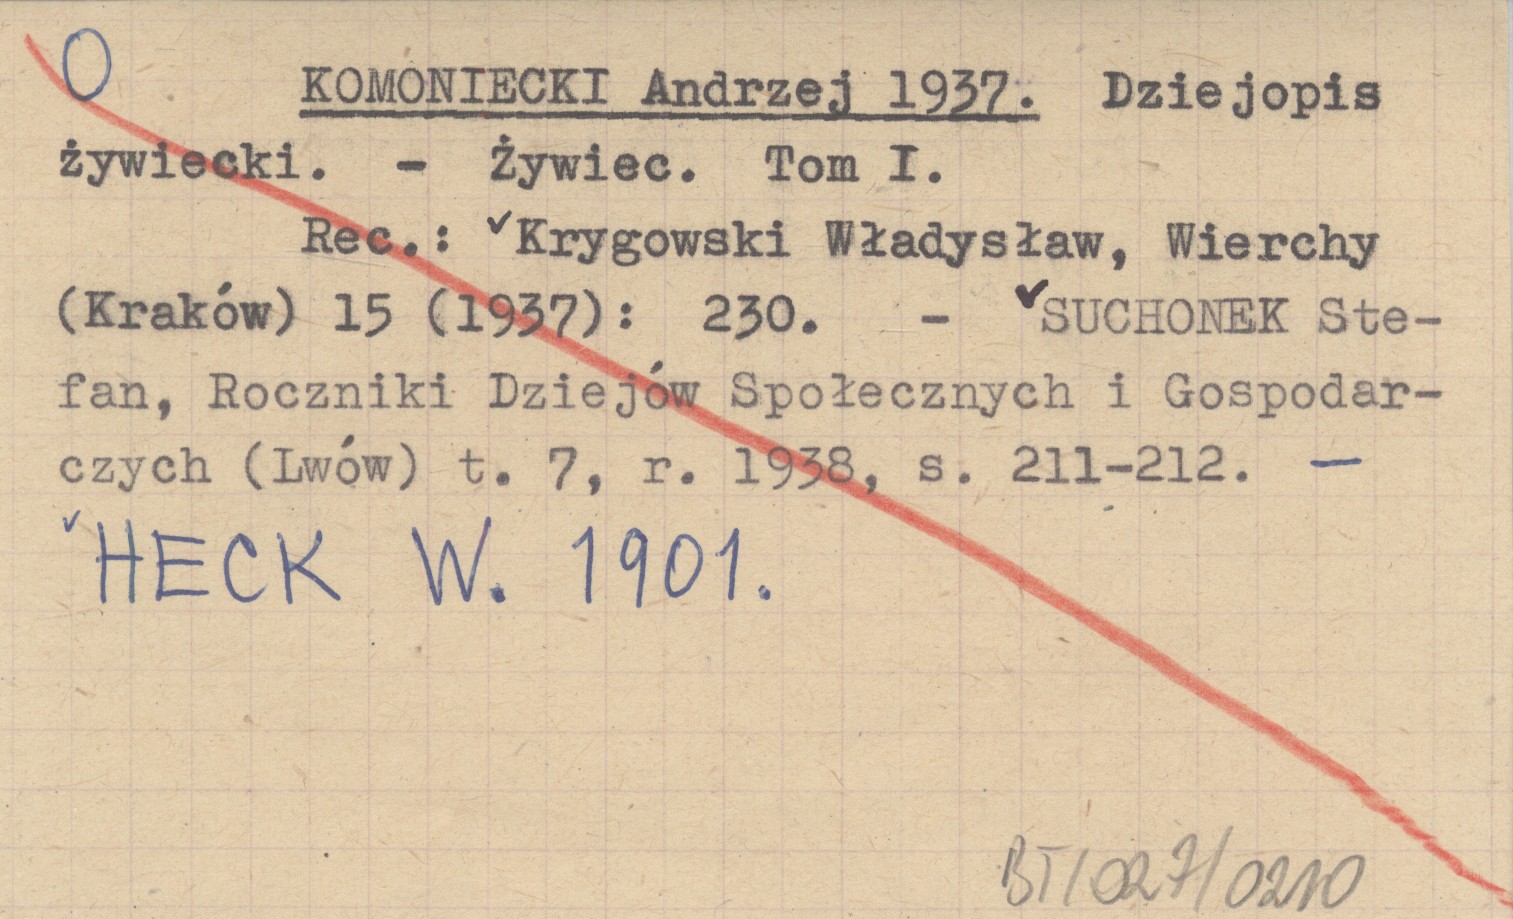 O
KOMONIECKI Andrzej 1937. Dziejopis
żywiecki. - Żywiec. Tom I.
Rec.: ✓Krygowski Władysław, Wierchy
(Kraków) 15 (1937): 230. - ✓SUCHONEK Ste-
fan, Roczniki Dziejów Społecznych i Gospodar-
czych (Lwów) t. 7, r. 1938, s. 211-212. —
✓HECK W. 1901.
BT/027/0210